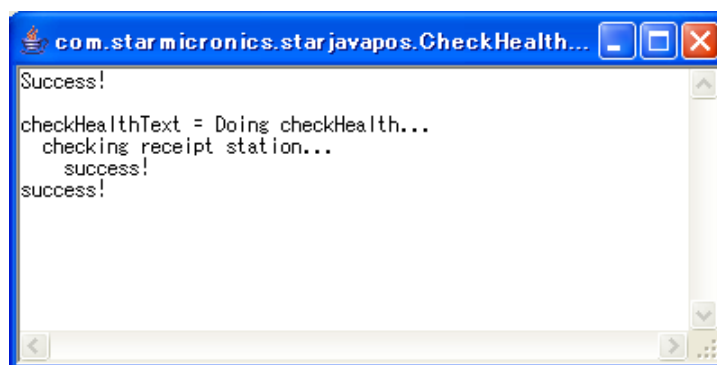 com.starmicronics.starjavapos.CheckHealth...
Success!
checkHealthText = Doing checkHealth...
checking receipt station...
success!
success!